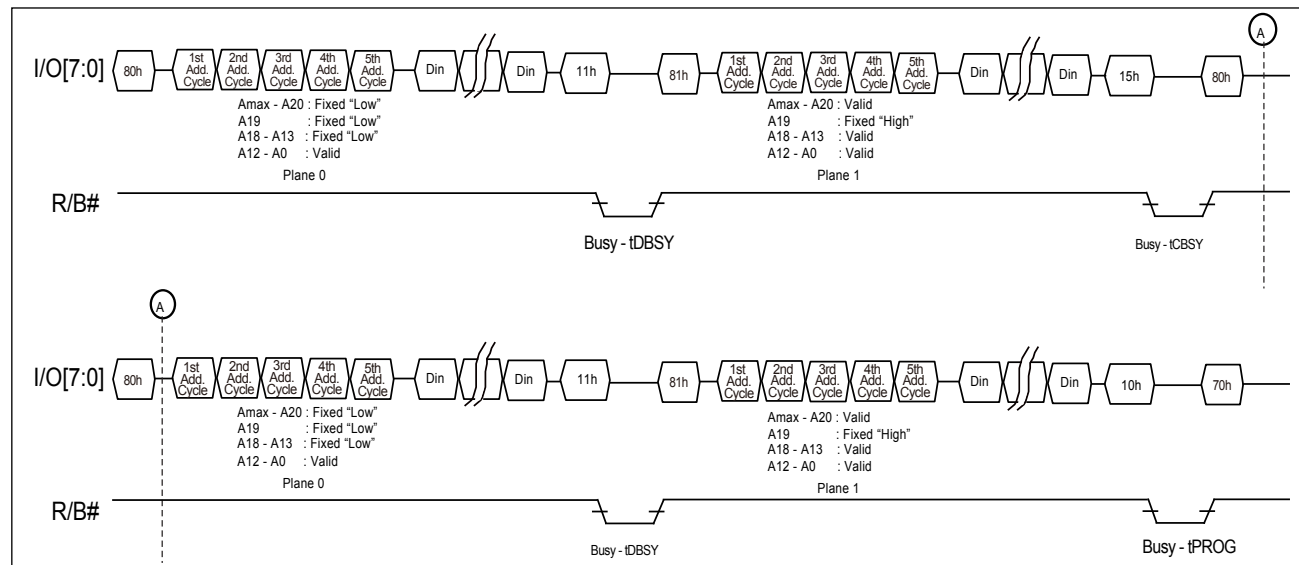 A
I/O[7:0] 80h 1st Add. Cycle 2nd Add. Cycle 3rd Add. Cycle 4th Add. Cycle 5th Add. Cycle Din Din 11h 81h 1st Add. Cycle 2nd Add. Cycle 3rd Add. Cycle 4th Add. Cycle 5th Add. Cycle Din Din 15h 80h
Amax - A20 : Fixed "Low"
A19 : Fixed "Low"
A18 - A13 : Fixed "Low"
A12 - A0 : Valid
Plane 0
Amax - A20 : Valid
A19 : Fixed "High"
A18 - A13 : Valid
A12 - A0 : Valid
Plane 1
R/B#
Busy - tDBSY
Busy - tCBSY
A
I/O[7:0] 80h 1st Add. Cycle 2nd Add. Cycle 3rd Add. Cycle 4th Add. Cycle 5th Add. Cycle Din Din 11h 81h 1st Add. Cycle 2nd Add. Cycle 3rd Add. Cycle 4th Add. Cycle 5th Add. Cycle Din Din 10h 70h
Amax - A20 : Fixed "Low"
A19 : Fixed "Low"
A18 - A13 : Fixed "Low"
A12 - A0 : Valid
Plane 0
Amax - A20 : Valid
A19 : Fixed "High"
A18 - A13 : Valid
A12 - A0 : Valid
Plane 1
R/B#
Busy - tDBSY
Busy - tPROG